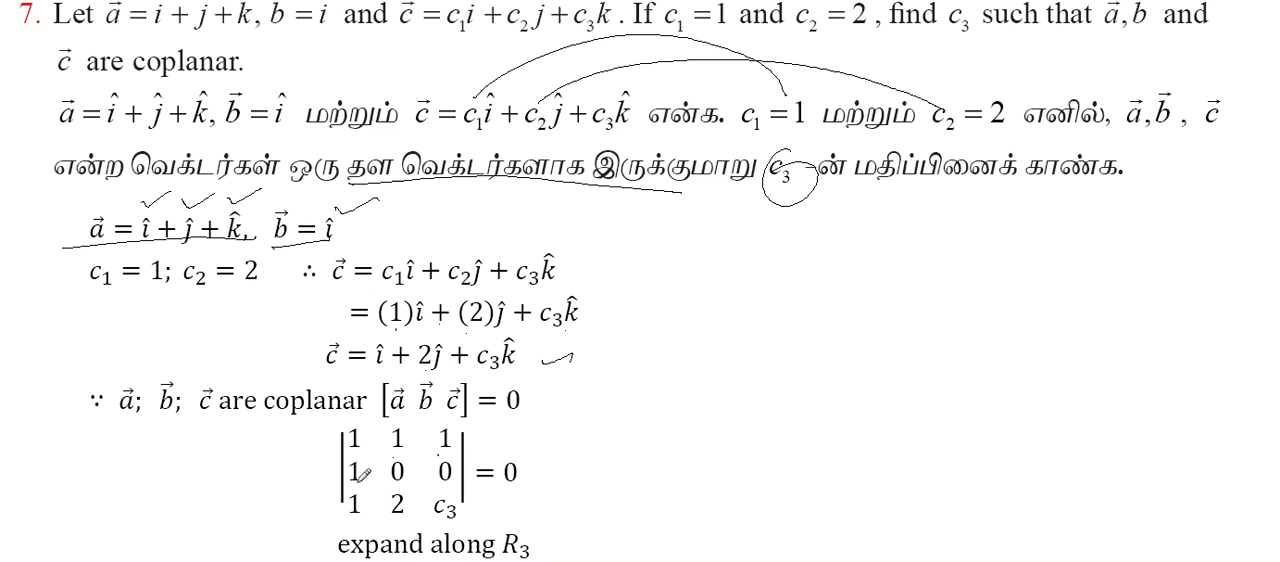 7. Let a⃗ = i + j + k, b = i and c⃗ = c₁i + c₂j + c₃k. If c₁ = 1 and c₂ = 2, find c₃ such that a⃗, b and
c⃗ are coplanar.
a⃗ = î + ĵ + k̂, b⃗ = î மற்றும் c⃗ = c₁î + c₂ĵ + c₃k̂ என்க. c₁ = 1 மற்றும் c₂ = 2 எனில், a⃗, b⃗, c⃗
என்ற வெக்டர்கள் ஒரு தள வெக்டர்களாக இருக்குமாறு c₃ -ன் மதிப்பினைக் காண்க.
a⃗ = î + ĵ + k̂, b⃗ = î
c₁ = 1; c₂ = 2 ∴ c⃗ = c₁î + c₂ĵ + c₃k̂
= (1)î + (2)ĵ + c₃k̂
c⃗ = î + 2ĵ + c₃k̂
∵ a⃗; b⃗; c⃗ are coplanar [a⃗ b⃗ c⃗] = 0
|1 1 1|
|1 0 0| = 0
|1 2 c₃|
expand along R₃